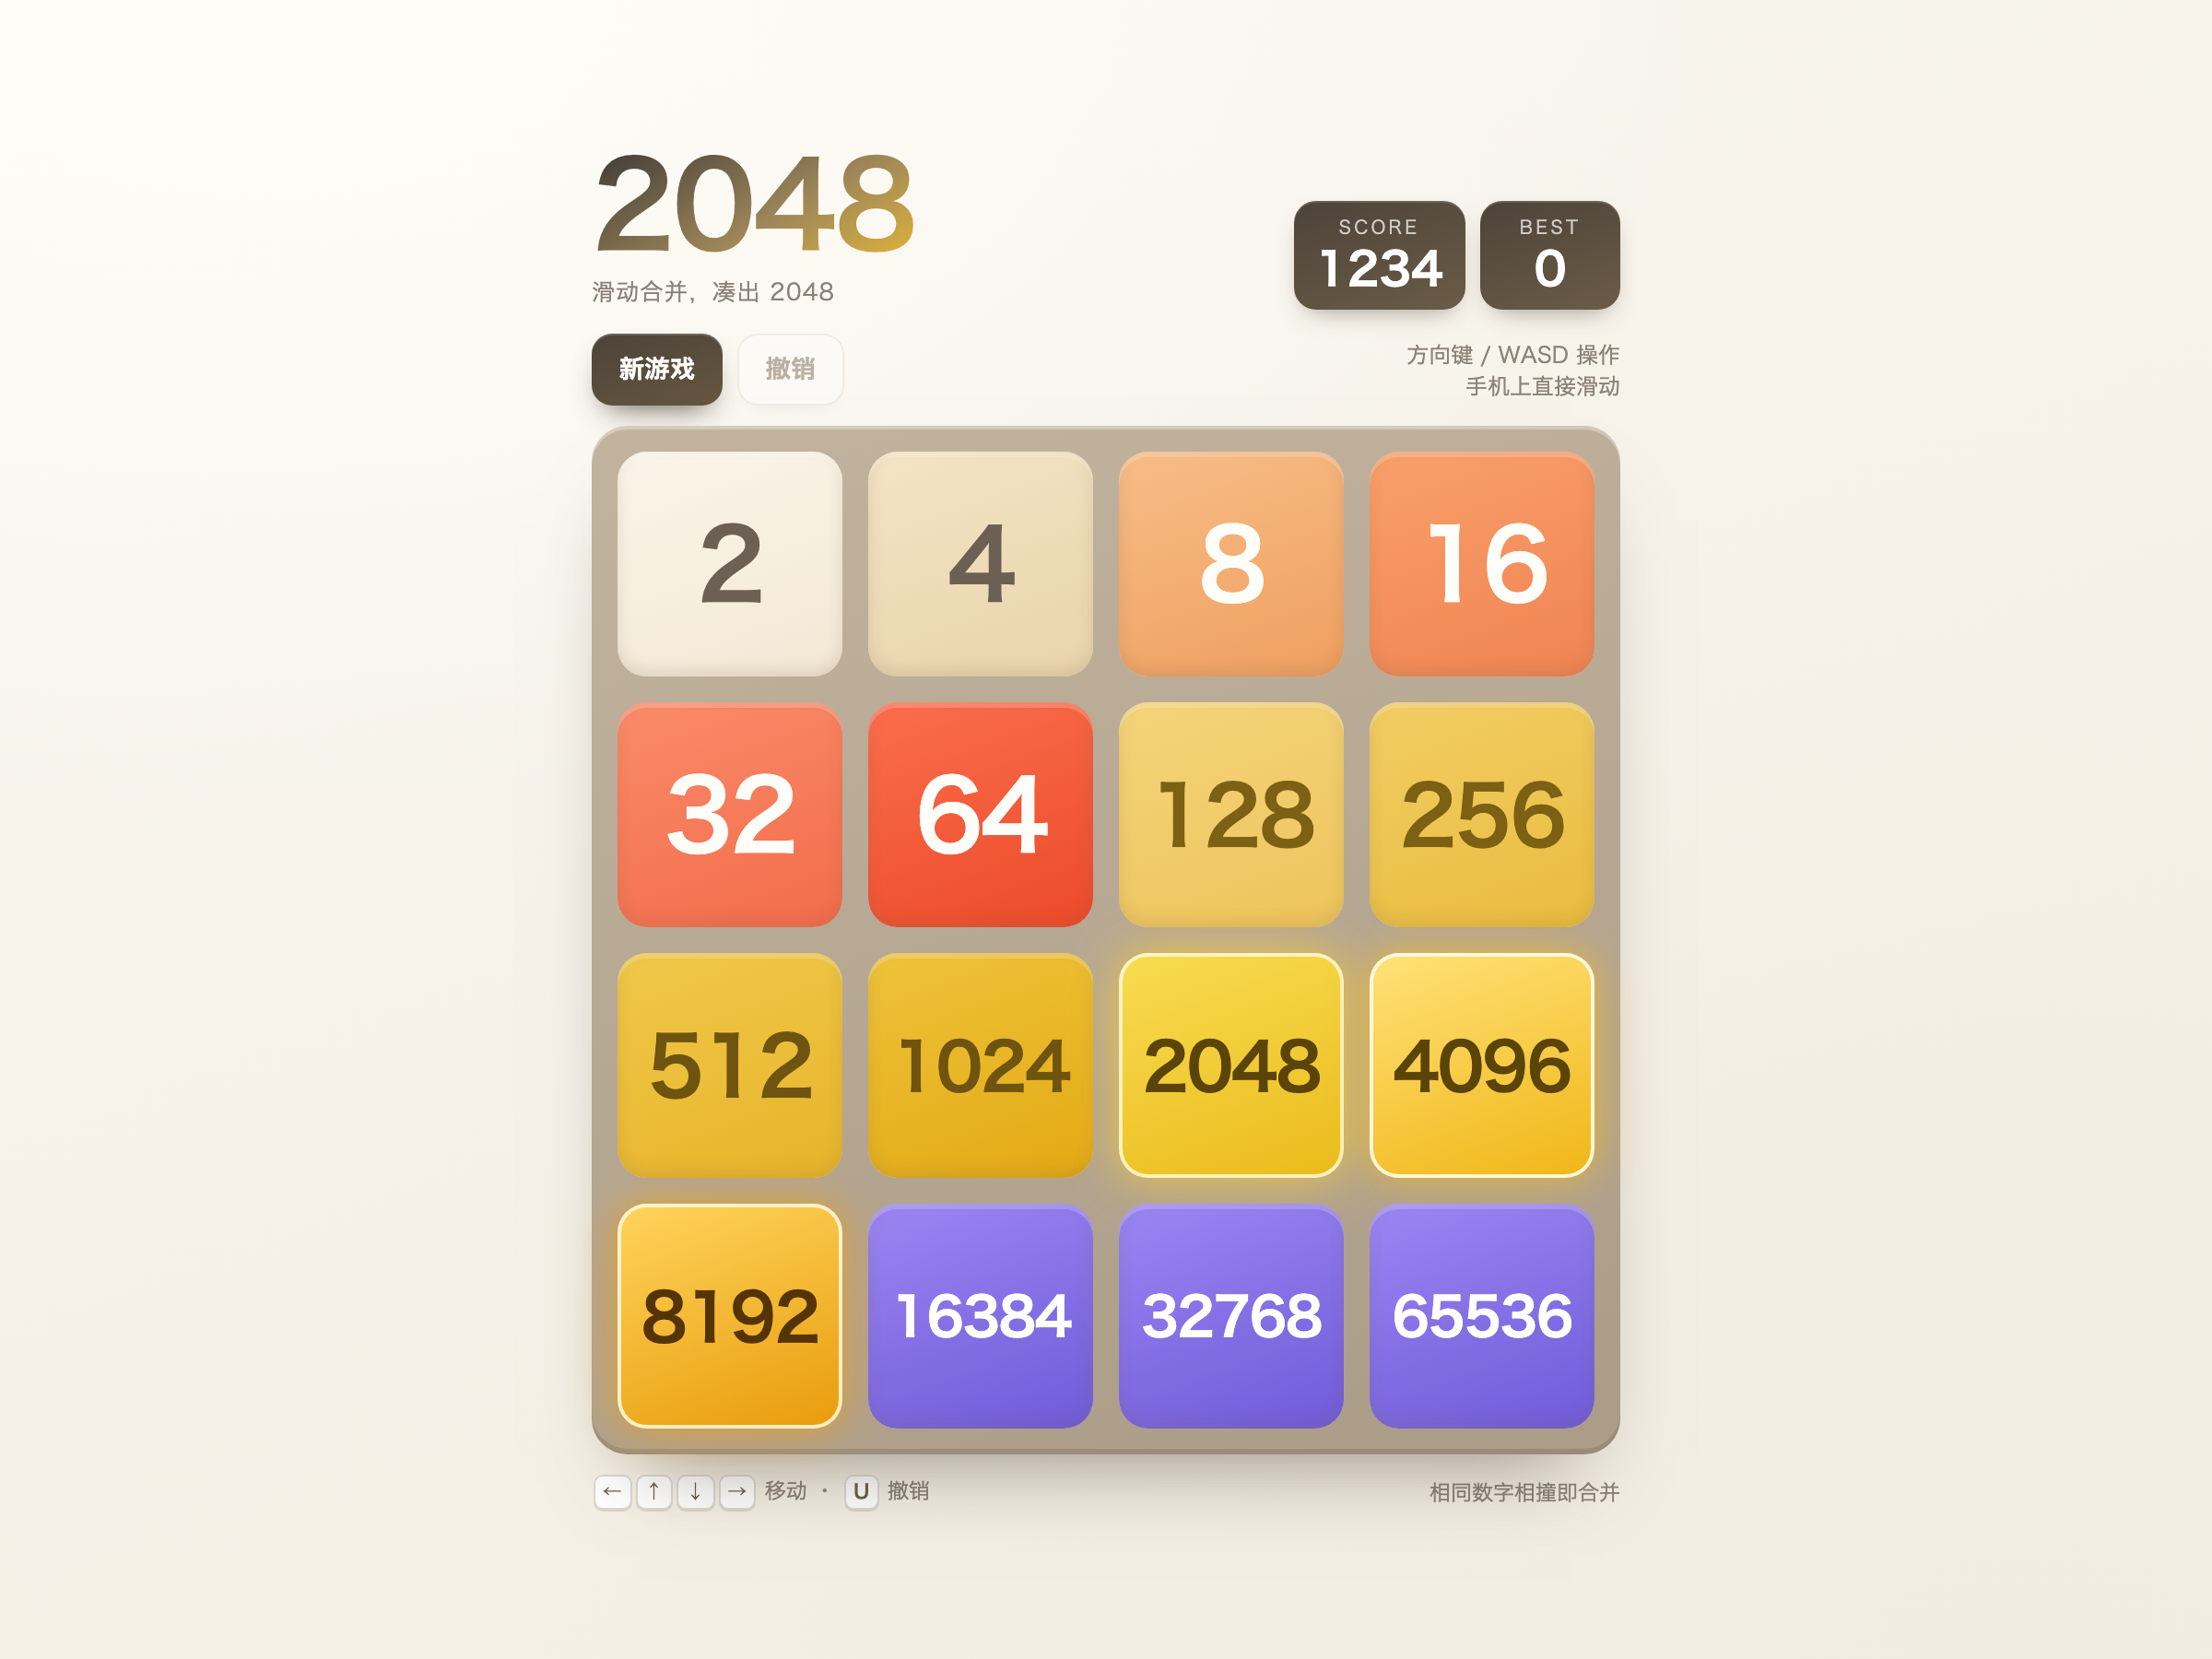 2048
滑动合并，凑出 2048
SCORE
1234
BEST
0
新游戏
撤销
方向键 / WASD 操作
手机上直接滑动
2 4 8 16
32 64 128 256
512 1024 2048 4096
8192 16384 32768 65536
← ↑ ↓ → 移动 · U 撤销
相同数字相撞即合并